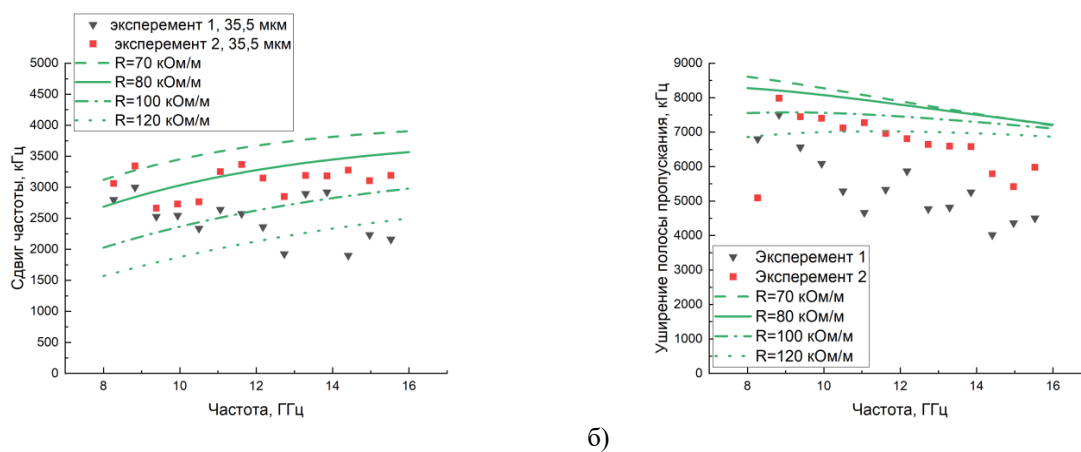 эксперемент 1, 35,5 мкм
эксперемент 2, 35,5 мкм
R=70 кОм/м
R=80 кОм/м
R=100 кОм/м
R=120 кОм/м
5000
4500
4000
3500
3000
2500
2000
1500
1000
500
0
Сдвиг частоты, кГц
8 10 12 14 16
Частота, ГГц
б)
9000
8000
7000
6000
5000
4000
3000
2000
1000
0
Уширение полосы пропускания, кГц
Эксперемент 1
Эксперемент 2
R=70 кОм/м
R=80 кОм/м
R=100 кОм/м
R=120 кОм/м
8 10 12 14 16
Частота, ГГц